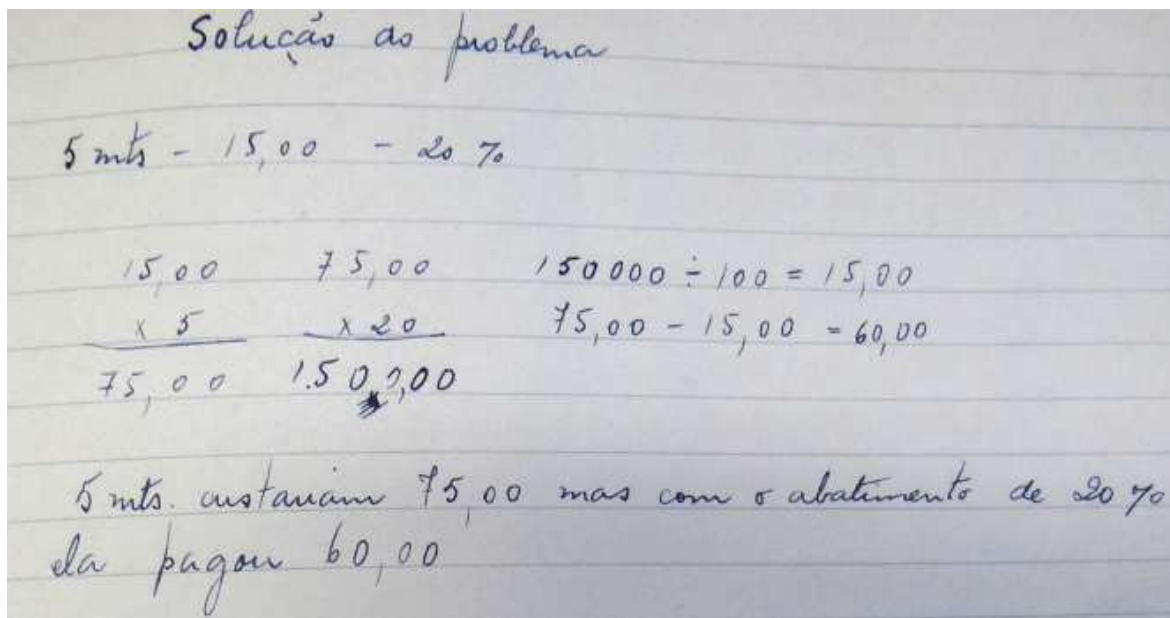 Solução do problema
5 mts - 15,00 - 20 %
15,00 75,00 150000 ÷ 100 = 15,00
x 5 x 20 75,00 - 15,00 = 60,00
75,00 1.500,00
5 mts. custariam 75,00 mas com o abatimento de 20 %
ela pagou 60,00